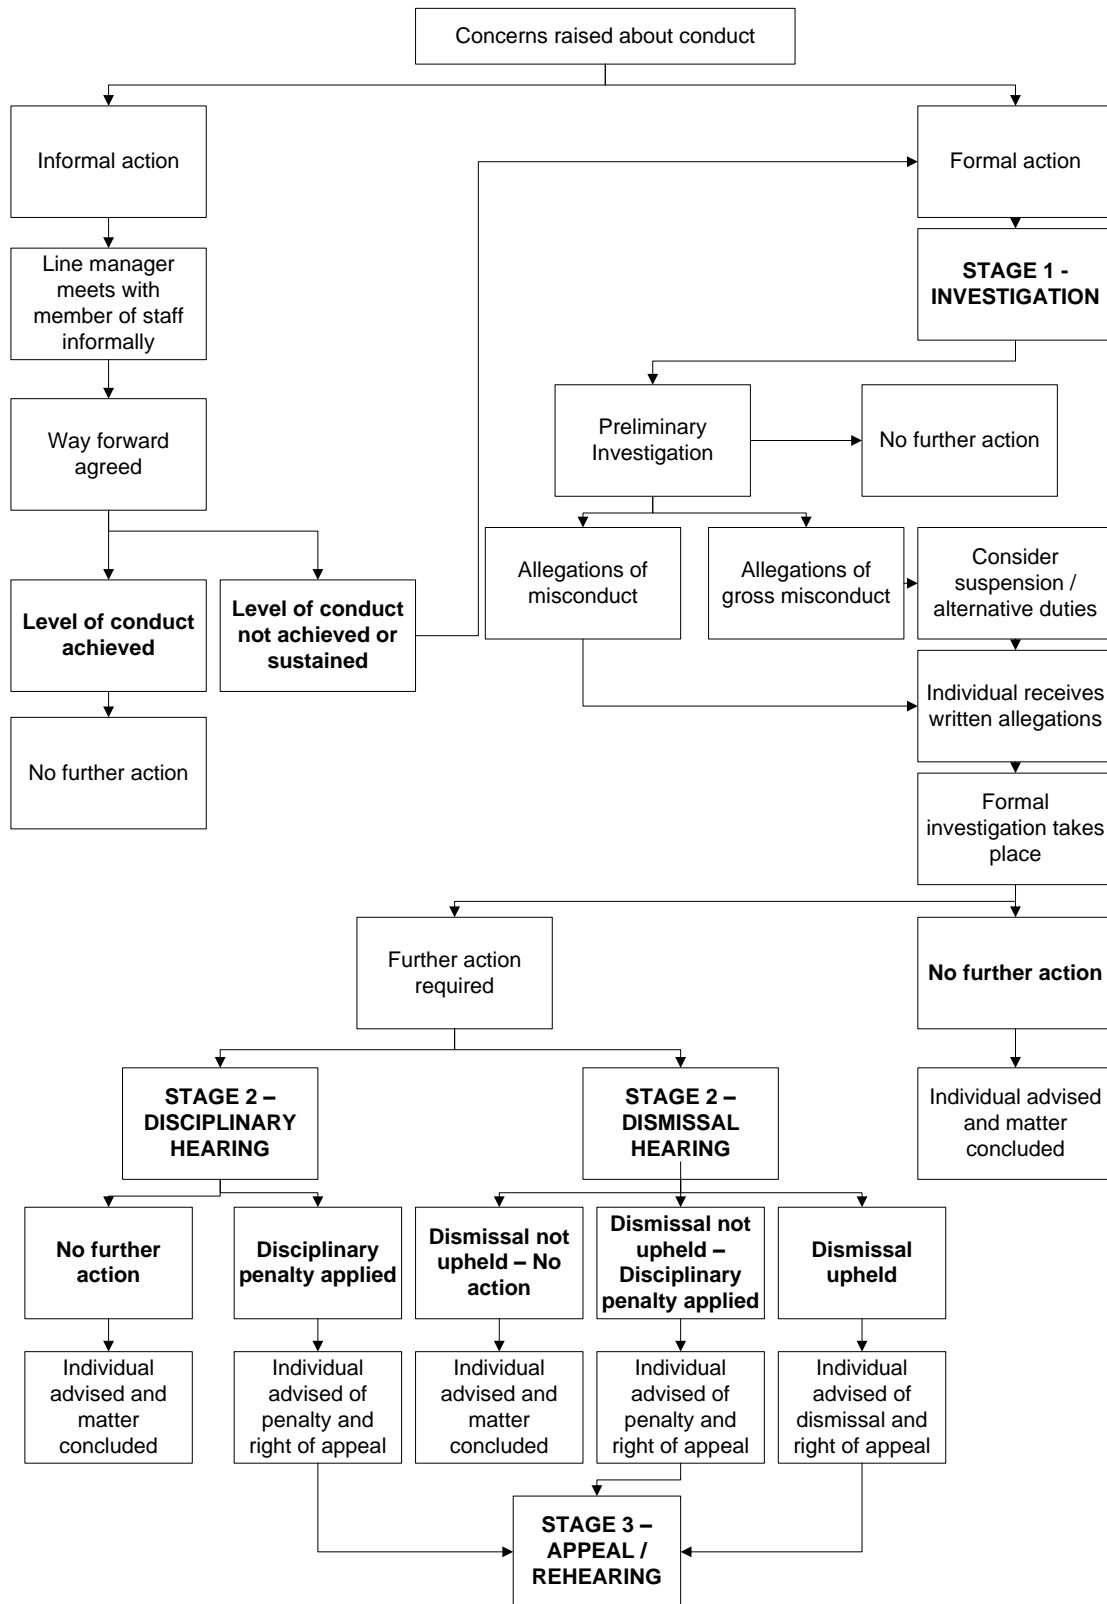 Concerns raised about conduct
Informal action
Formal action
Line manager
meets with
member of staff
informally
STAGE 1 -
INVESTIGATION
Way forward
agreed
Preliminary
Investigation
No further action
Level of conduct
achieved
Level of conduct
not achieved or
sustained
Allegations of
misconduct
Allegations of
gross misconduct
Consider
suspension /
alternative duties
Individual receives
written allegations
No further action
Formal
investigation takes
place
Further action
required
No further action
STAGE 2 –
DISCIPLINARY
HEARING
STAGE 2 –
DISMISSAL
HEARING
Individual advised
and matter
concluded
No further
action
Disciplinary
penalty applied
Dismissal not
upheld – No
action
Dismissal not
upheld –
Disciplinary
penalty applied
Dismissal
upheld
Individual
advised and
matter
concluded
Individual
advised of
penalty and
right of appeal
Individual
advised and
matter
concluded
Individual
advised of
penalty and
right of appeal
Individual
advised of
dismissal and
right of appeal
STAGE 3 –
APPEAL /
REHEARING